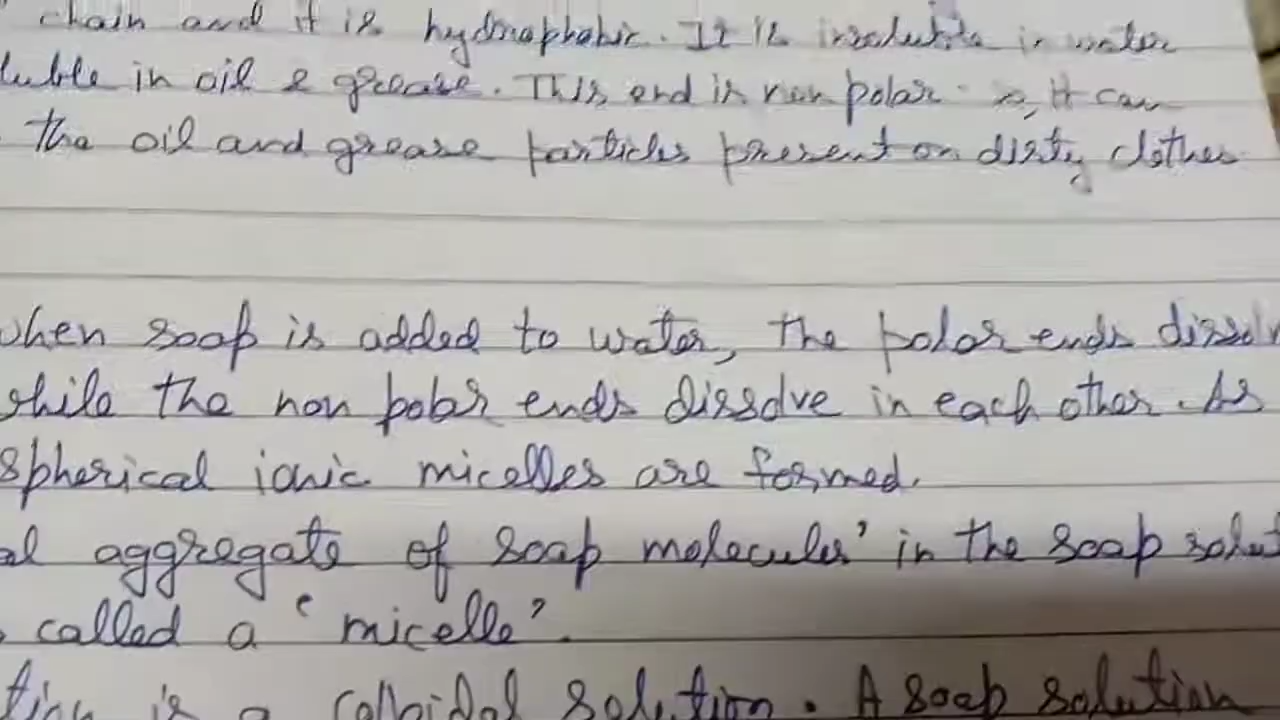 chain and it is hydrophobic. It is insoluble in water
luble in oil & grease. This end is non polar. so, it can
the oil and grease particles present on dirty clothes
when soap is added to water, the polar ends dissolv
while the non polar ends dissolve in each other. As
spherical ionic micelles are formed.
al aggregate of soap molecules' in the soap solut
called a 'micelle'.
tion is a colloidal solution. A soap solution